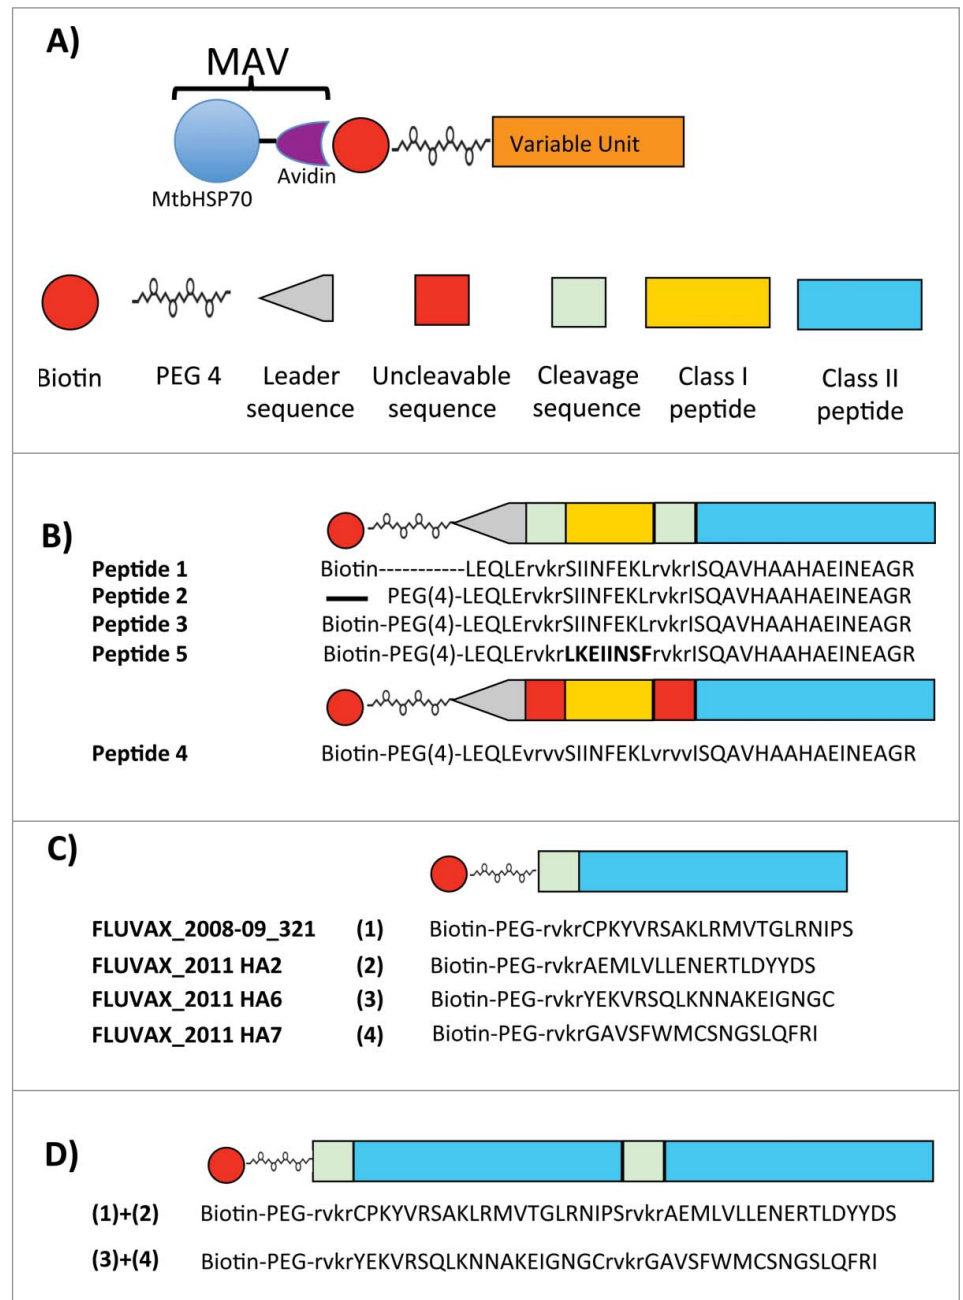 A)
MAV
Variable Unit
Avidin
MtbHSP70
Biotin PEG 4 Leader sequence Uncleavable sequence Cleavage sequence Class I peptide Class II peptide
B)
Peptide 1 Biotin-----------LEQLErvkrSIINFEKLrvkrISQAVHAAHAEINEAGR
Peptide 2 PEG(4)-LEQLErvkrSIINFEKLrvkrISQAVHAAHAEINEAGR
Peptide 3 Biotin-PEG(4)-LEQLErvkrSIINFEKLrvkrISQAVHAAHAEINEAGR
Peptide 5 Biotin-PEG(4)-LEQLErvkrLKEIINSFrvkrISQAVHAAHAEINEAGR
Peptide 4 Biotin-PEG(4)-LEQLEvrvvSIINFEKLvrvvISQAVHAAHAEINEAGR
C)
FLUVAX_2008-09_321 (1) Biotin-PEG-rvkrCPKYVRSAKLRMVTGLRNIPS
FLUVAX_2011 HA2 (2) Biotin-PEG-rvkrAEMLVLLENERTLDYYDS
FLUVAX_2011 HA6 (3) Biotin-PEG-rvkrYEKVRSQLKNNAKEIGNGC
FLUVAX_2011 HA7 (4) Biotin-PEG-rvkrGAVSFWMCSNGSLQFRI
D)
(1)+(2) Biotin-PEG-rvkrCPKYVRSAKLRMVTGLRNIPSrvkrAEMLVLLENERTLDYYDS
(3)+(4) Biotin-PEG-rvkrYEKVRSQLKNNAKEIGNGCrvkrGAVSFWMCSNGSLQFRI